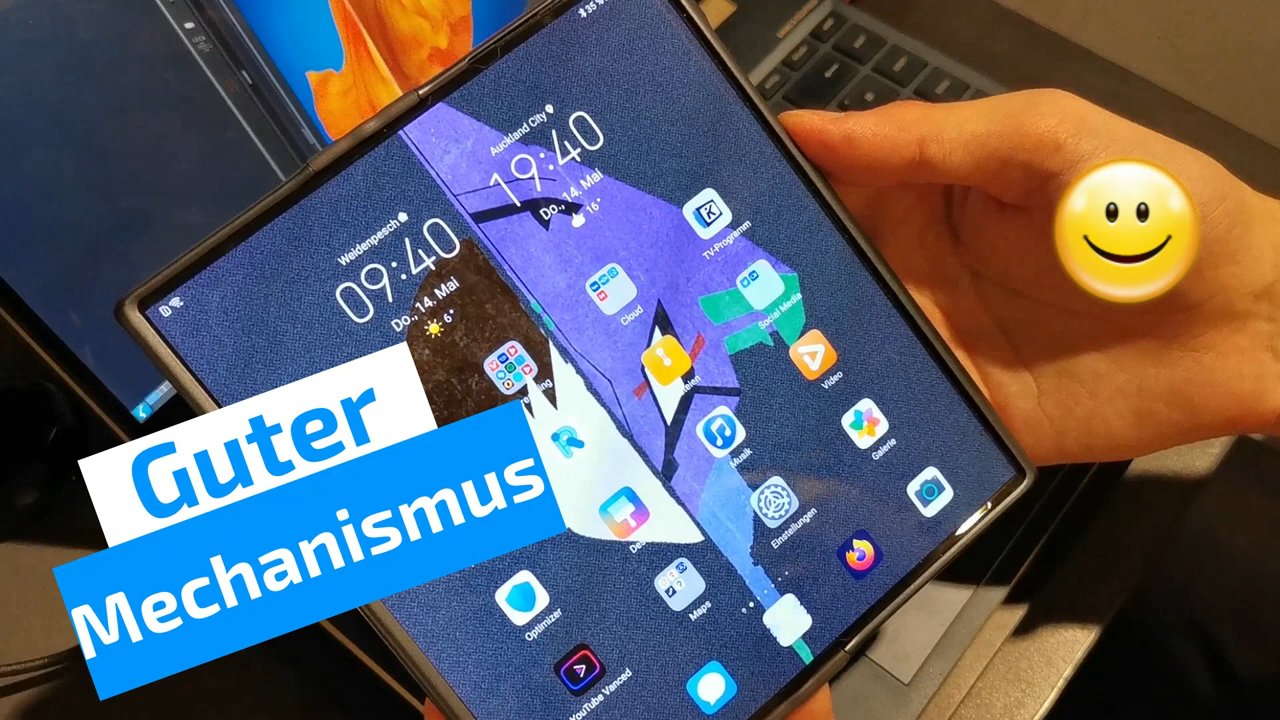 35 %
Auckland City
19:40
Do., 14. Mai
16°
Weidenpesch
09:40
Do., 14. Mai
6°
TV-Programm
Cloud
Social Media
Video
Musik
Galerie
Einstellungen
Maps
Optimizer
YouTube Vanced
Guter
Mechanismus